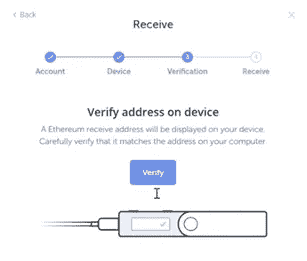 < Back
Receive
3
Account Device Verification Receive
Verify address on device
A Ethereum receive address will be displayed on your device.
Carefully verify that it matches the address on your computer.
Verify